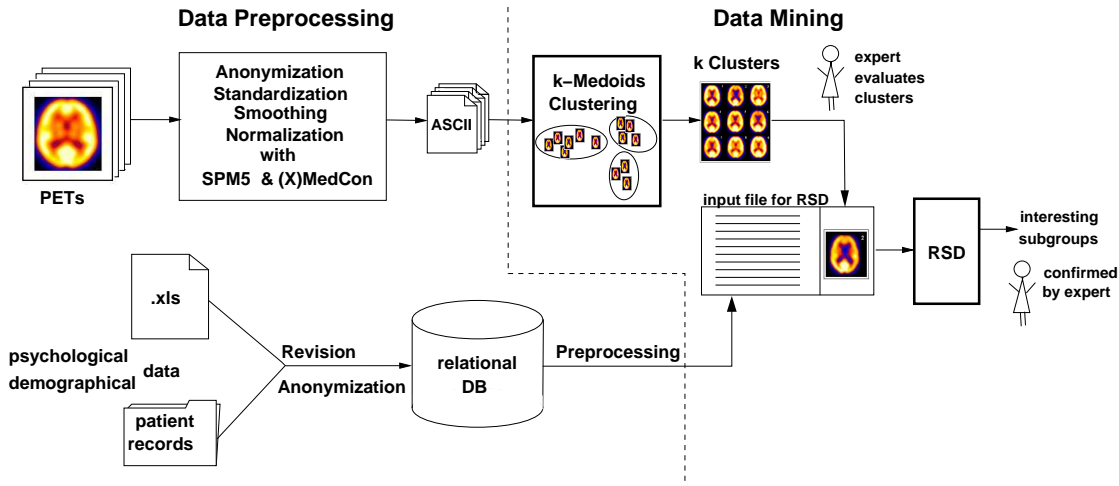 Data Preprocessing
Data Mining
PETs
Anonymization
Standardization
Smoothing
Normalization
with
SPM5 & (X)MedCon
ASCII
k−Medoids
Clustering
k Clusters
expert
evaluates
clusters
input file for RSD
2
RSD
interesting
subgroups
confirmed
by expert
.xls
psychological
demographical
data
patient
records
Revision
Anonymization
relational
DB
Preprocessing